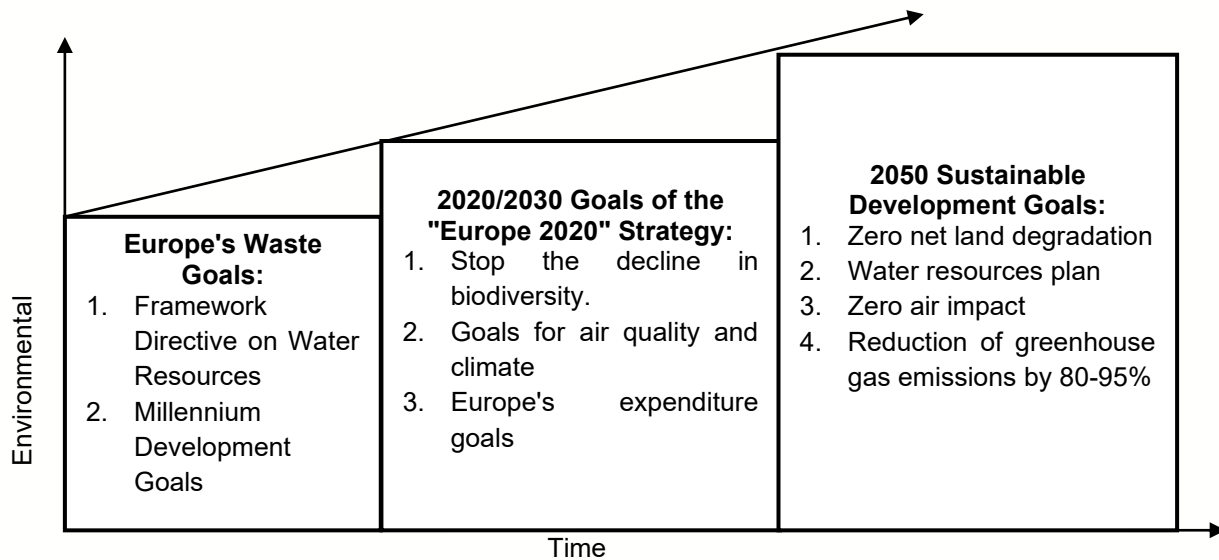 Environmental
Europe's Waste
Goals:
1. Framework
Directive on Water
Resources
2. Millennium
Development
Goals
2020/2030 Goals of the
"Europe 2020" Strategy:
1. Stop the decline in
biodiversity.
2. Goals for air quality and
climate
3. Europe's expenditure
goals
2050 Sustainable
Development Goals:
1. Zero net land degradation
2. Water resources plan
3. Zero air impact
4. Reduction of greenhouse
gas emissions by 80-95%
Time